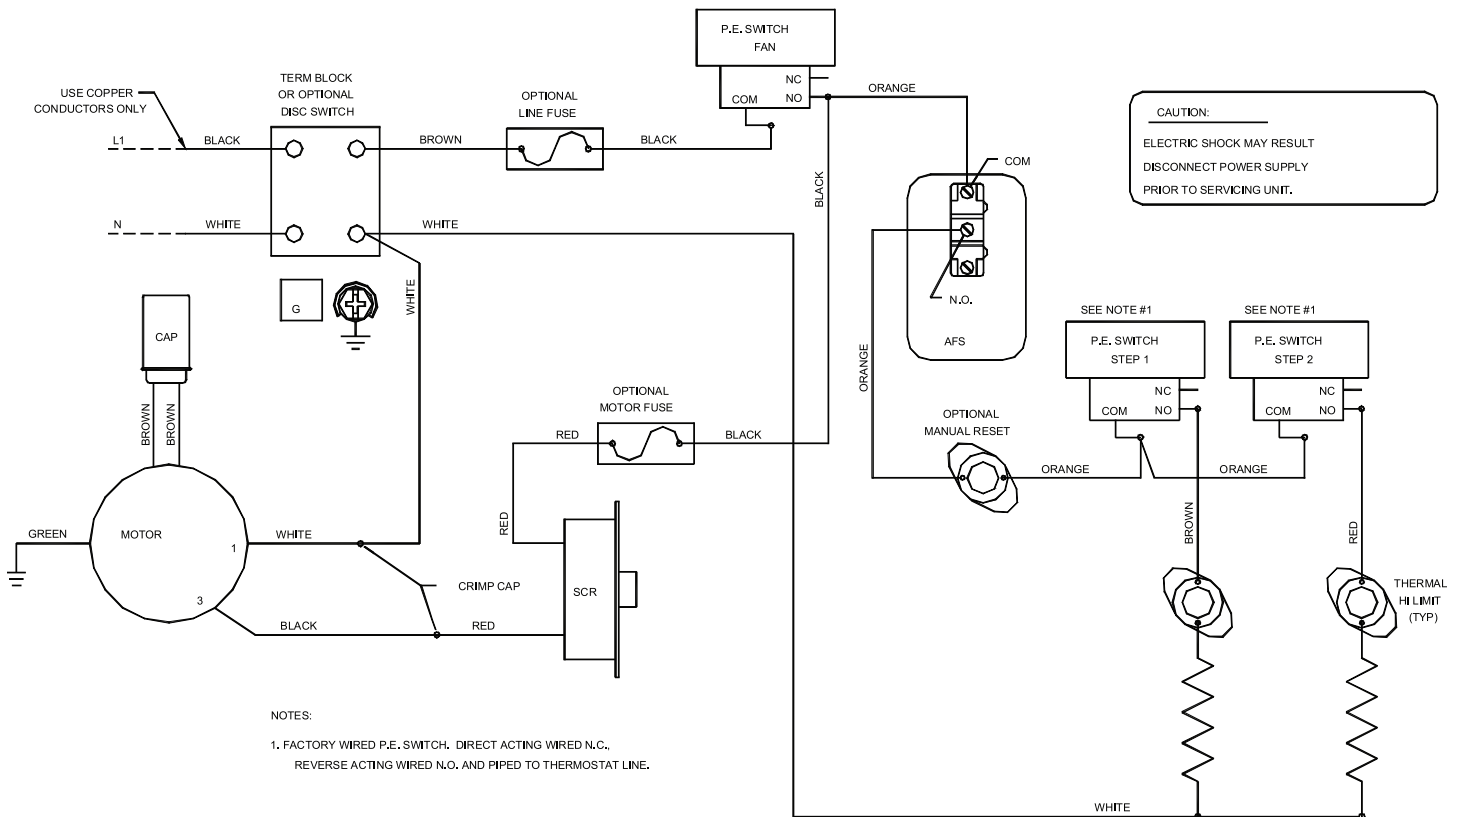 P.E. SWITCH
FAN
NC
COM
NO
ORANGE
TERM BLOCK
OR OPTIONAL
DISC SWITCH
USE COPPER
CONDUCTORS ONLY
OPTIONAL
LINE FUSE
L1
BLACK
BROWN
BLACK
CAUTION:
ELECTRIC SHOCK MAY RESULT
DISCONNECT POWER SUPPLY
PRIOR TO SERVICING UNIT.
COM
BLACK
N
WHITE
WHITE
WHITE
G
N.O.
AFS
CAP
ORANGE
SEE NOTE #1
P.E. SWITCH
STEP 1
NC
COM
NO
SEE NOTE #1
P.E. SWITCH
STEP 2
NC
COM
NO
OPTIONAL
MOTOR FUSE
RED
BLACK
OPTIONAL
MANUAL RESET
ORANGE
ORANGE
BROWN
BROWN
GREEN
MOTOR
1
3
WHITE
RED
BROWN
RED
CRIMP CAP
SCR
THERMAL
HI LIMIT
(TYP)
BLACK
RED
NOTES:
1. FACTORY WIRED P.E. SWITCH. DIRECT ACTING WIRED N.C.,
REVERSE ACTING WIRED N.O. AND PIPED TO THERMOSTAT LINE.
WHITE